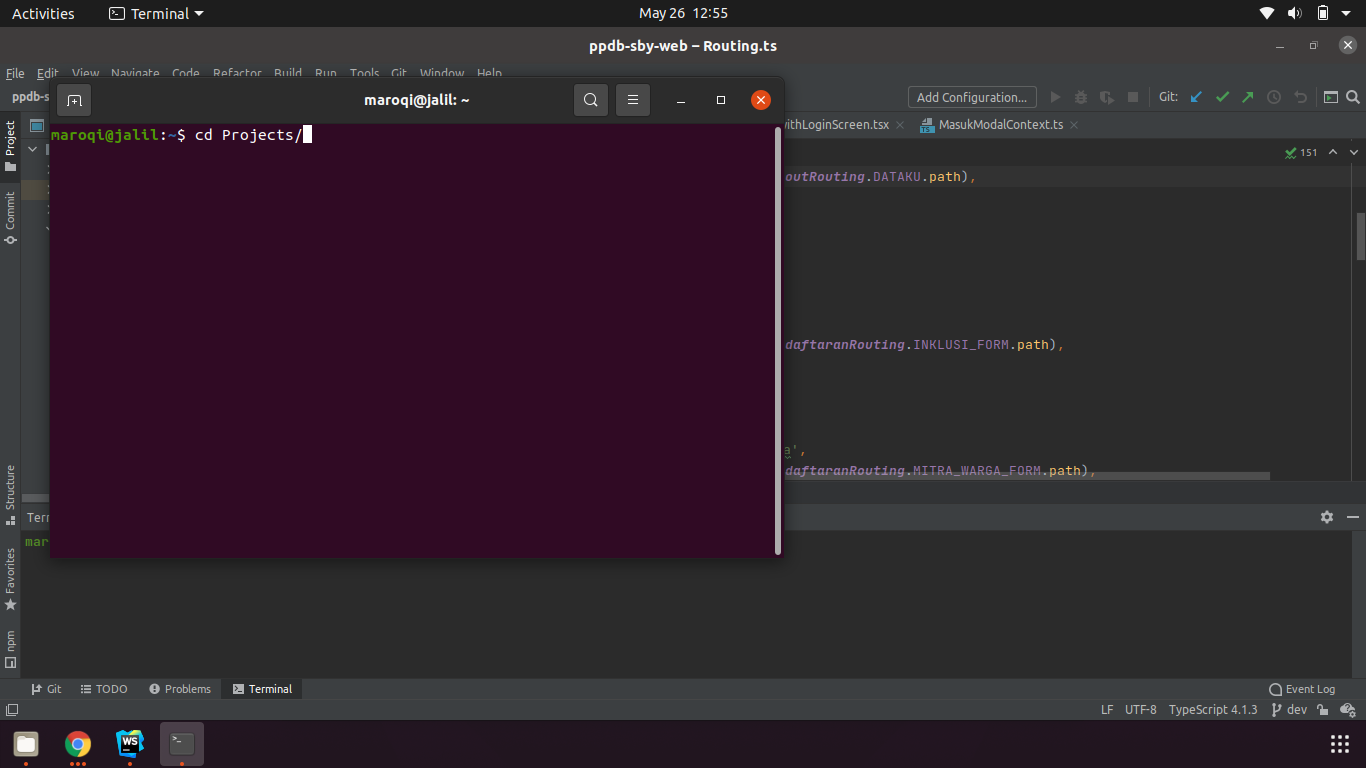 Activities Terminal May 26 12:55
ppdb-sby-web – Routing.ts
File Edit View Navigate Code Refactor Build Run Tools Git Window Help
ppdb-s
maroqi@jalil: ~
Add Configuration...
Git:
maroqi@jalil:~$ cd Projects/
ithLoginScreen.tsx
MasukModalContext.ts
151
outRouting.DATAKU.path),
daftaranRouting.INKLUSI_FORM.path),
a',
daftaranRouting.MITRA_WARGA_FORM.path),
Project
Commit
Structure
Favorites
npm
Terr
mar
Git TODO Problems Terminal Event Log
LF UTF-8 TypeScript 4.1.3 dev
WS